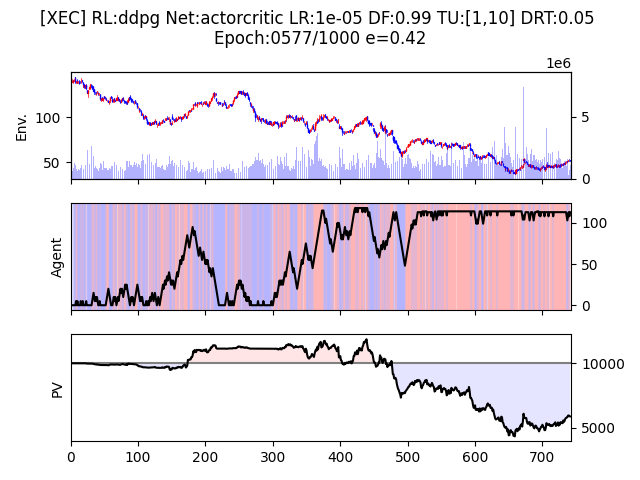 [XEC] RL:ddpg Net:actorcritic LR:1e-05 DF:0.99 TU:[1,10] DRT:0.05
Epoch:0577/1000 e=0.42
1e6
Env.
100
50
5
0
Agent
100
50
0
PV
10000
5000
0 100 200 300 400 500 600 700